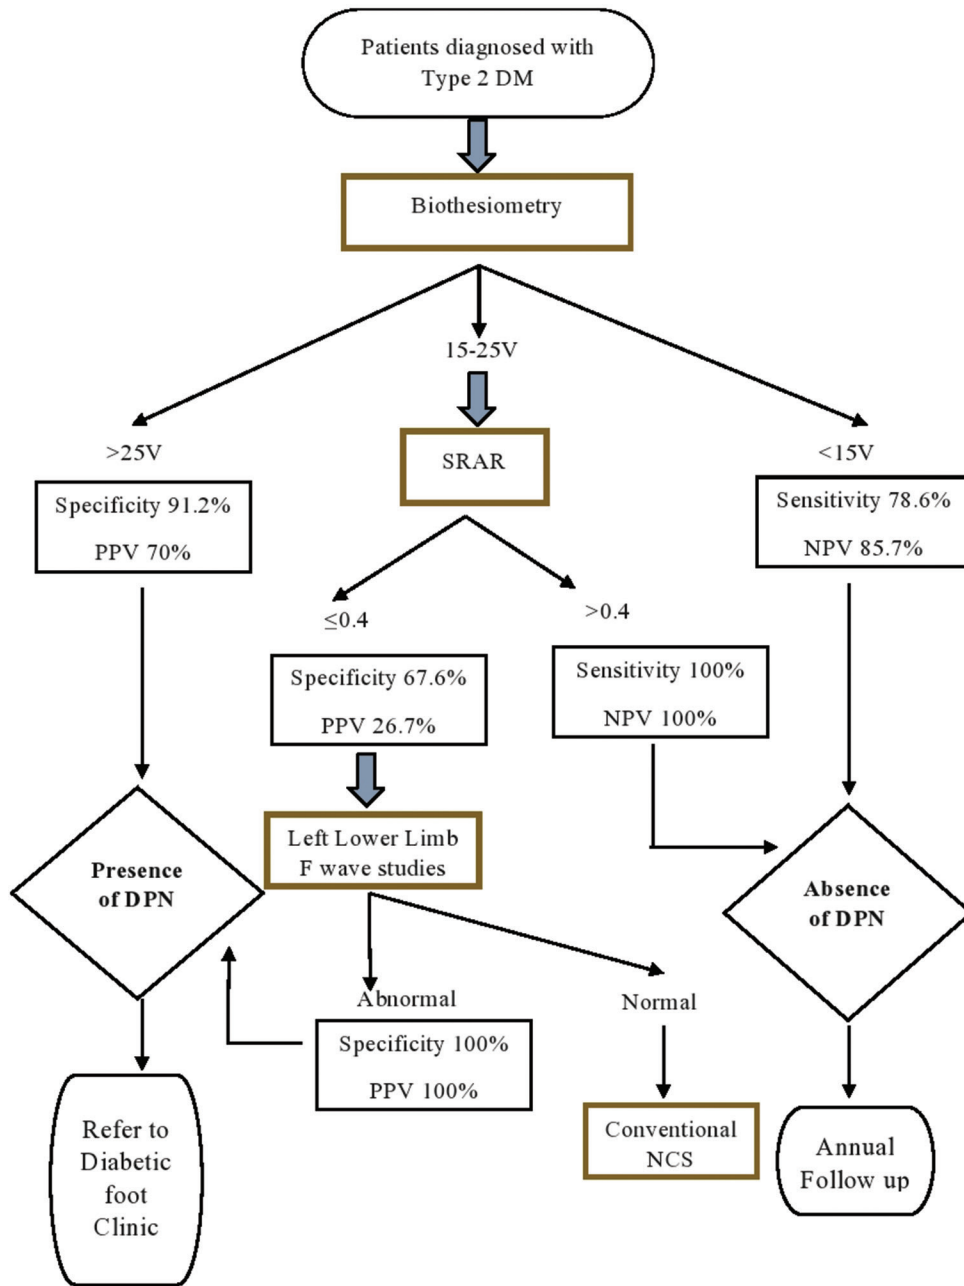 Patients diagnosed with
Type 2 DM
Biothesiometry
15-25V
>25V
<15V
SRAR
Specificity 91.2%
PPV 70%
Sensitivity 78.6%
NPV 85.7%
≤0.4
>0.4
Specificity 67.6%
PPV 26.7%
Sensitivity 100%
NPV 100%
Left Lower Limb
F wave studies
Presence
of DPN
Absence
of DPN
Abnormal
Normal
Specificity 100%
PPV 100%
Refer to
Diabetic
foot
Clinic
Conventional
NCS
Annual
Follow up